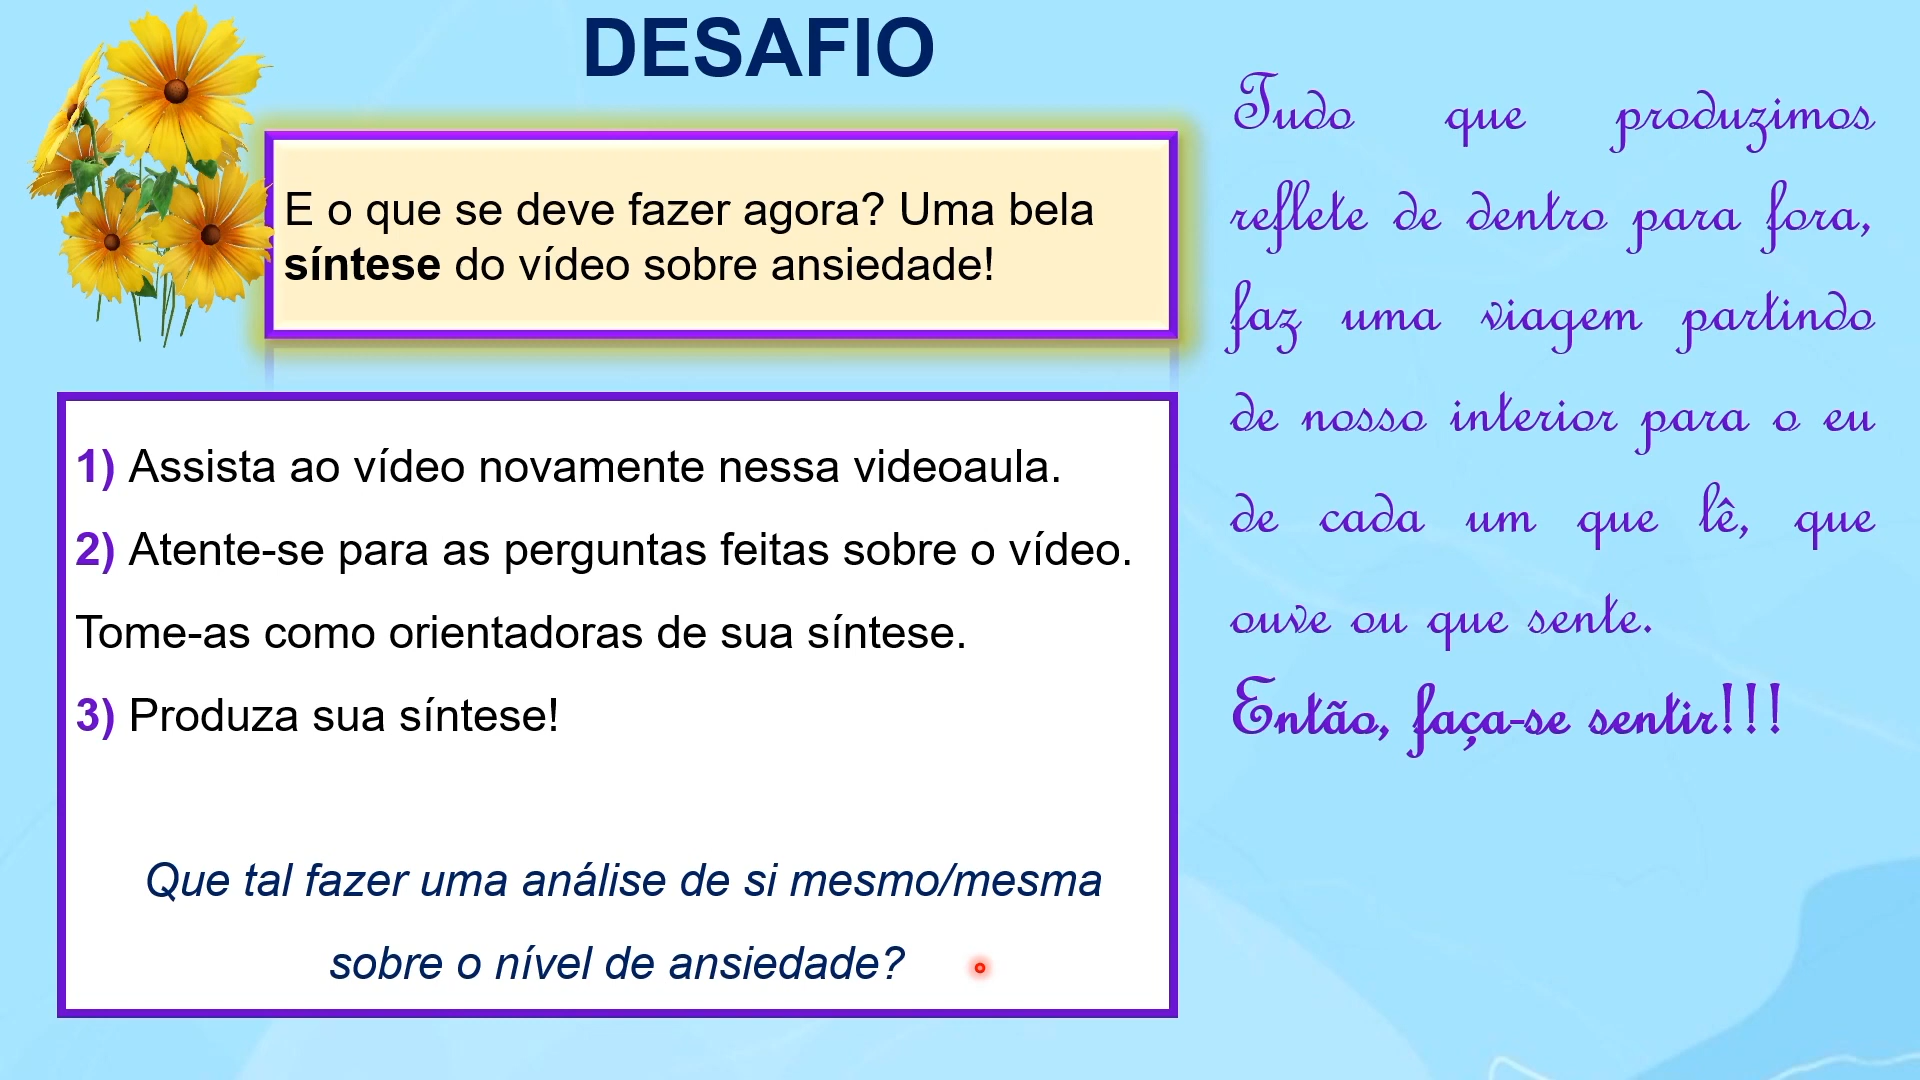 DESAFIO
E o que se deve fazer agora? Uma bela
síntese do vídeo sobre ansiedade!
1) Assista ao vídeo novamente nessa videoaula.
2) Atente-se para as perguntas feitas sobre o vídeo.
Tome-as como orientadoras de sua síntese.
3) Produza sua síntese!
Que tal fazer uma análise de si mesmo/mesma
sobre o nível de ansiedade?
Tudo que produzimos
reflete de dentro para fora,
faz uma viagem partindo
de nosso interior para o eu
de cada um que lê, que
ouve ou que sente.
Então, faça-se sentir!!!